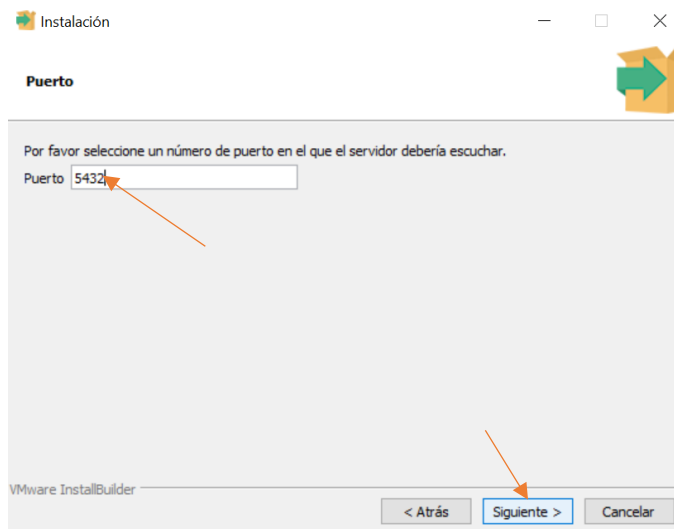 Instalación
Puerto
Por favor seleccione un número de puerto en el que el servidor debería escuchar.
Puerto 5432
VMware InstallBuilder
< Atrás Siguiente > Cancelar